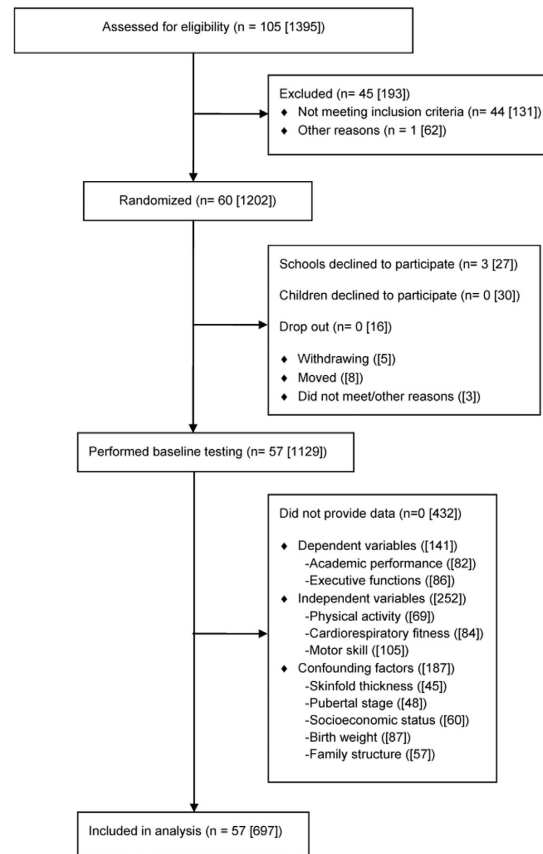 Assessed for eligibility (n = 105 [1395])
Excluded (n= 45 [193])
♦ Not meeting inclusion criteria (n= 44 [131])
♦ Other reasons (n = 1 [62])
Randomized (n= 60 [1202])
Schools declined to participate (n= 3 [27])
Children declined to participate (n= 0 [30])
Drop out (n= 0 [16])
♦ Withdrawing ([5])
♦ Moved ([8])
♦ Did not meet/other reasons ([3])
Performed baseline testing (n= 57 [1129])
Did not provide data (n=0 [432])
♦ Dependent variables ([141])
-Academic performance ([82])
-Executive functions ([86])
♦ Independent variables ([252])
-Physical activity ([69])
-Cardiorespiratory fitness ([84])
-Motor skill ([105])
♦ Confounding factors ([187])
-Skinfold thickness ([45])
-Pubertal stage ([48])
-Socioeconomic status ([60])
-Birth weight ([87])
-Family structure ([57])
Included in analysis (n = 57 [697])